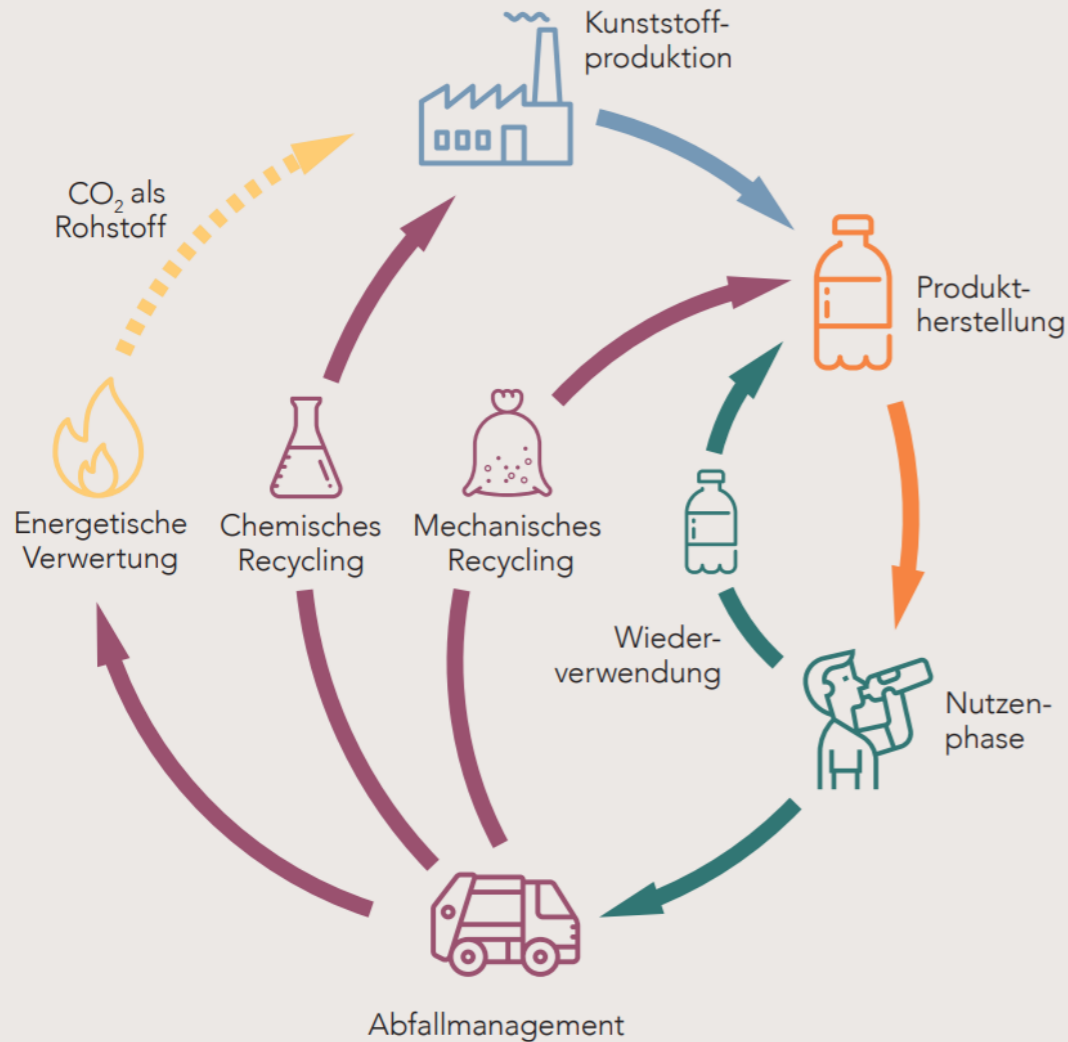 Kunststoff-
produktion
CO₂ als
Rohstoff
Produkt-
herstellung
Energetische
Verwertung
Chemisches
Recycling
Mechanisches
Recycling
Wieder-
verwendung
Nutzen-
phase
Abfallmanagement